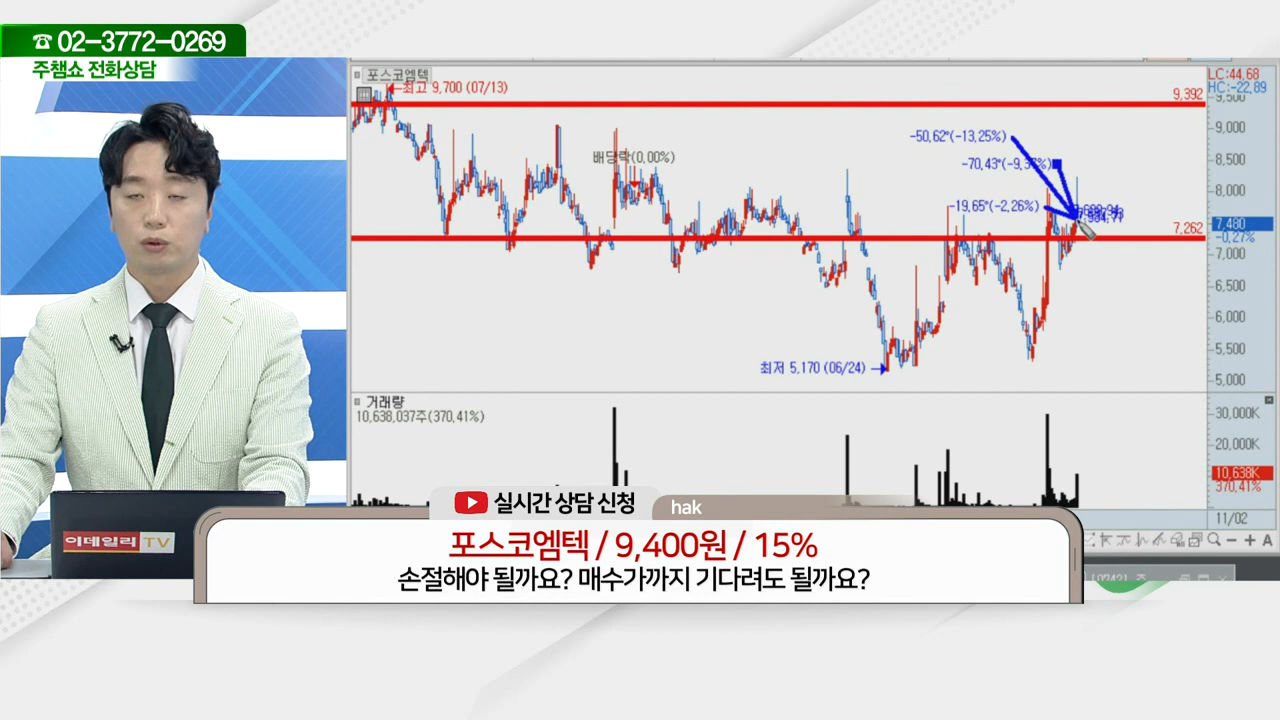 ☎ 02-3772-0269
주챔쇼 전화상담
포스코엠텍
최고 9,700 (07/13)
LC:44.68
HC:-22.89
9,392
9,500
9,000
-50,62*(-13,25%)
배당락(0,00%)
8,500
8,000
-19,65*(-2,26%)
7,262
7,480
-0,27%
7,000
6,500
6,000
5,500
최저 5,170 (06/24)
5,000
거래량
10,638,037주(370,41%)
30,000K
20,000K
10,638K
370,41%
11/02
실시간 상담 신청
hak
포스코엠텍 / 9,400원 / 15%
손절해야 될까요? 매수가까지 기다려도 될까요?
이데일리 TV